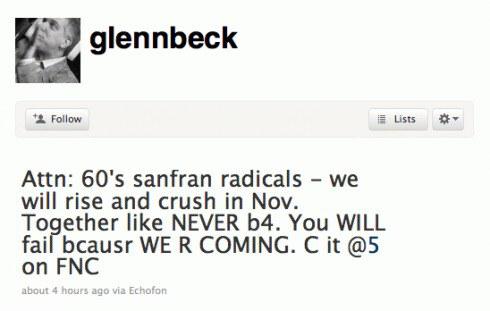 glennbeck
Follow
Lists
Attn: 60's sanfran radicals – we
will rise and crush in Nov.
Together like NEVER b4. You WILL
fail bcausr WE R COMING. C it @5
on FNC
about 4 hours ago via Echofon